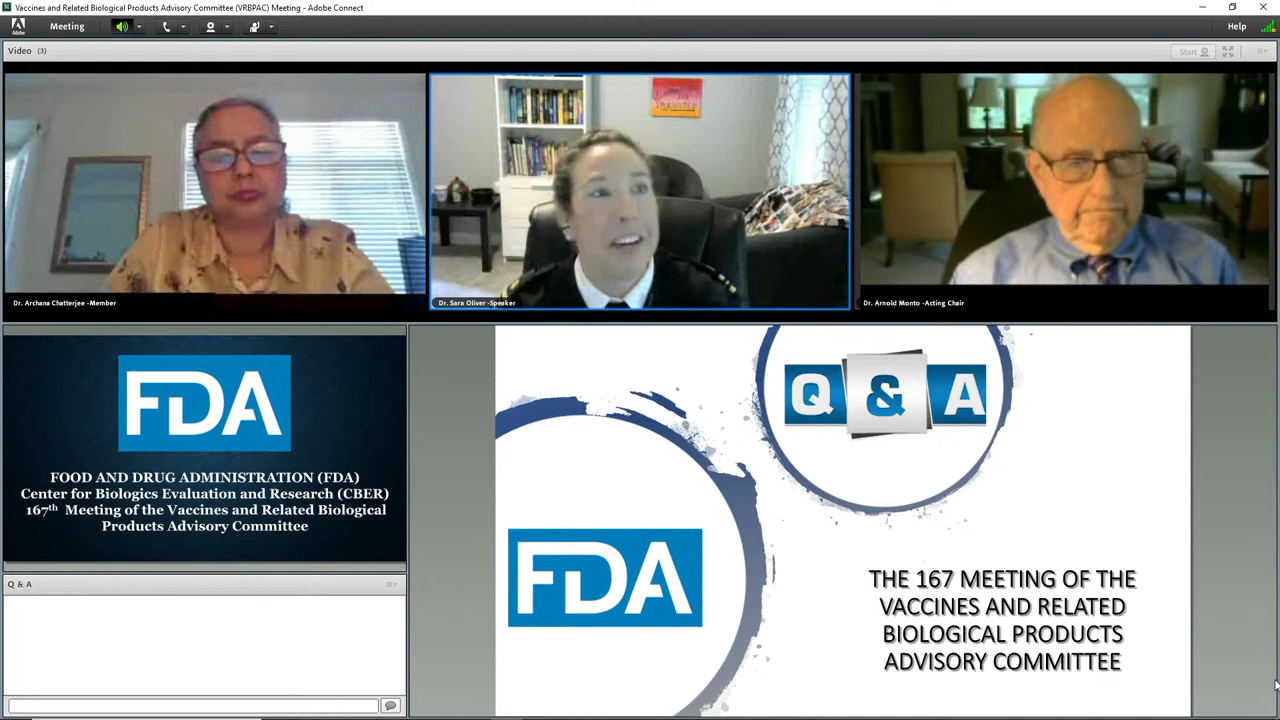 Vaccines and Related Biological Products Advisory Committee (VRBPAC) Meeting - Adobe Connect
Adobe
Meeting
Help
Video (3)
Start
Dr. Archana Chatterjee -Member
Dr. Sara Oliver -Speaker
Dr. Arnold Monto -Acting Chair
FDA
FOOD AND DRUG ADMINISTRATION (FDA)
Center for Biologics Evaluation and Research (CBER)
167th Meeting of the Vaccines and Related Biological
Products Advisory Committee
Q & A
Q & A
FDA
THE 167 MEETING OF THE
VACCINES AND RELATED
BIOLOGICAL PRODUCTS
ADVISORY COMMITTEE